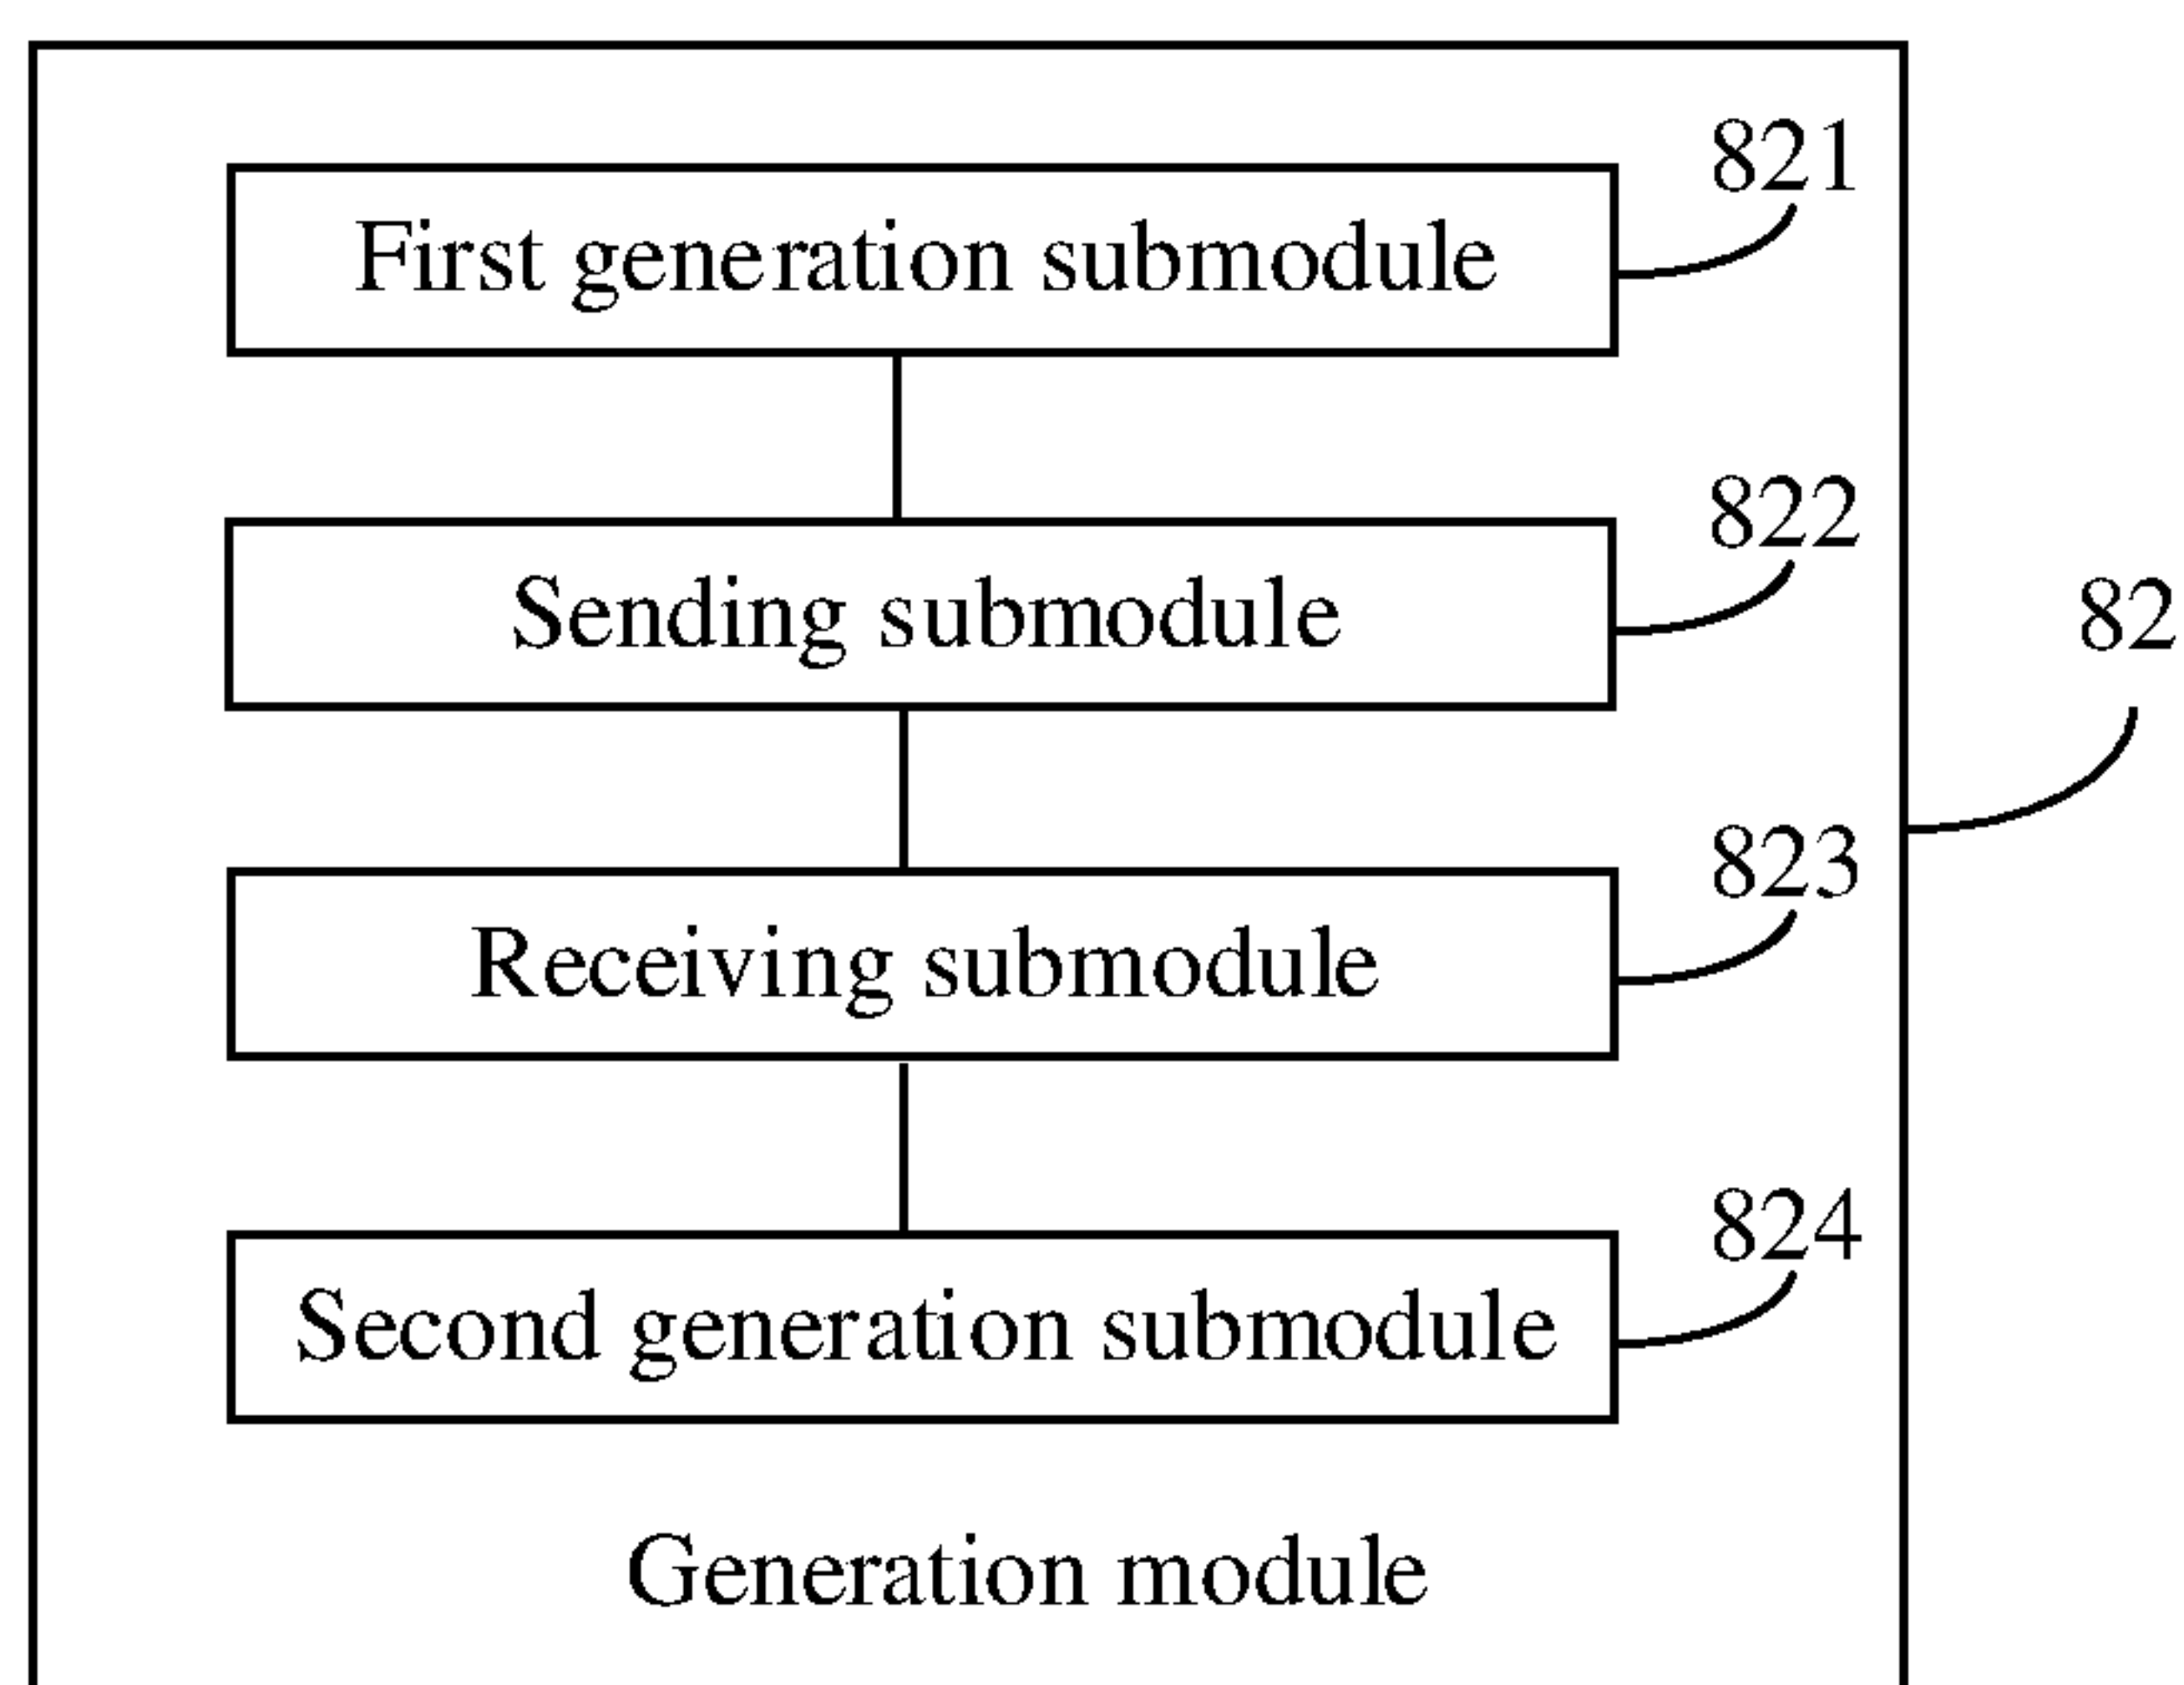 821
First generation submodule
822
Sending submodule
82
823
Receiving submodule
824
Second generation submodule
Generation module